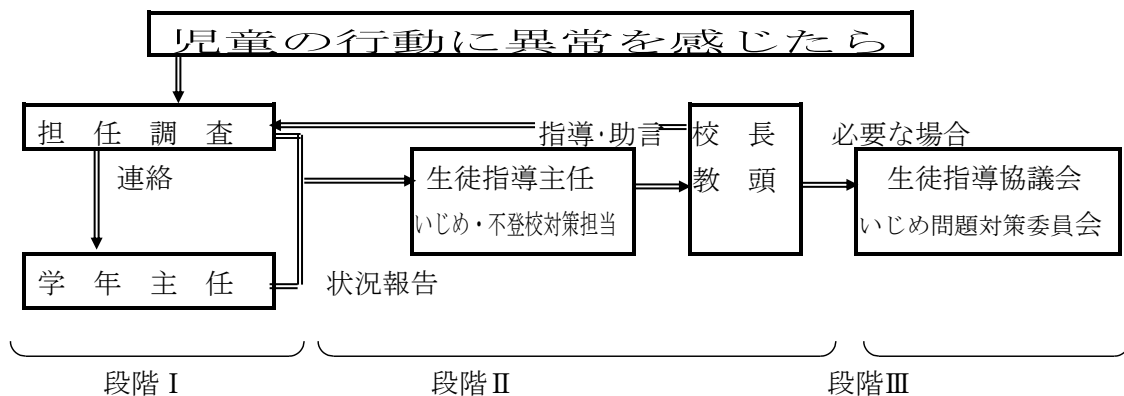 児童の行動に異常を感じたら
担任調査
指導・助言
校長
必要な場合
連絡
生徒指導主任
教頭
生徒指導協議会
いじめ・不登校対策担当
いじめ問題対策委員会
学年主任
状況報告
段階Ⅰ
段階Ⅱ
段階Ⅲ